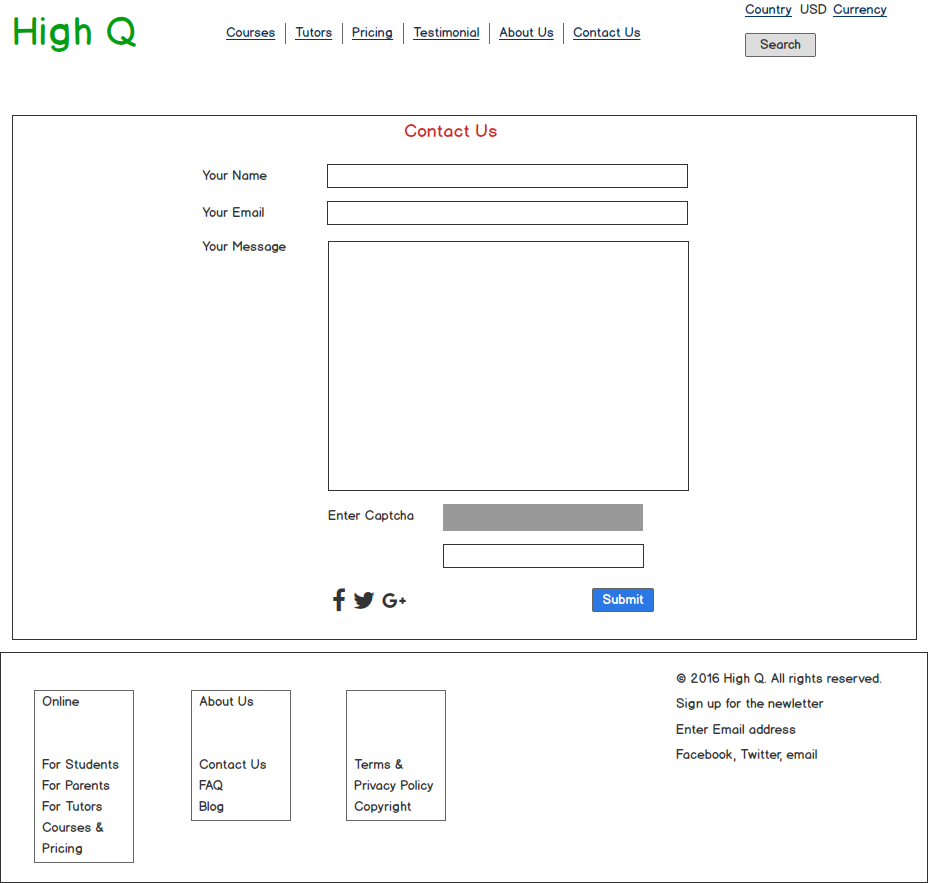 High Q
Courses Tutors Pricing Testimonial About Us Contact Us
Country USD Currency
Search
Contact Us
Your Name
Your Email
Your Message
Enter Captcha
G+
Submit
Online
For Students
For Parents
For Tutors
Courses &
Pricing
About Us
Contact Us
FAQ
Blog
Terms &
Privacy Policy
Copyright
© 2016 High Q. All rights reserved.
Sign up for the newletter
Enter Email address
Facebook, Twitter, email